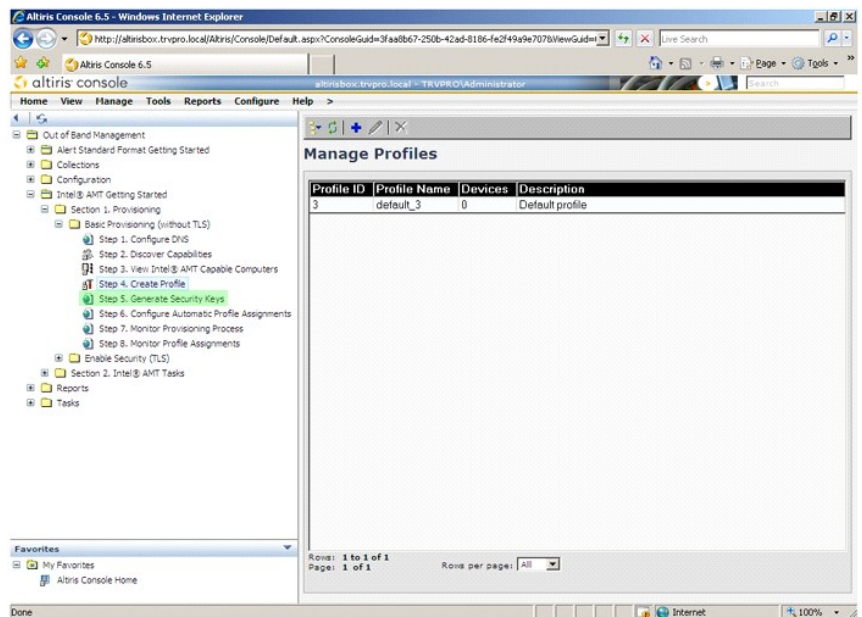 Altiris Console 6.5 - Windows Internet Explorer
http://altirisbox.trvpro.local/Altiris/Console/Default.aspx?ConsoleGuid=3faa8b67-250b-42ad-8186-fe2f49a9e707&ViewGuid=
Live Search
Altiris Console 6.5
Page
Tools
altiris console
altirisbox.trvpro.local - TRVPRO\Administrator
Search
Home View Manage Tools Reports Configure Help >
Out of Band Management
Alert Standard Format Getting Started
Collections
Configuration
Intel® AMT Getting Started
Section 1. Provisioning
Basic Provisioning (without TLS)
Step 1. Configure DNS
Step 2. Discover Capabilities
Step 3. View Intel® AMT Capable Computers
Step 4. Create Profile
Step 5. Generate Security Keys
Step 6. Configure Automatic Profile Assignments
Step 7. Monitor Provisioning Process
Step 8. Monitor Profile Assignments
Enable Security (TLS)
Section 2. Intel® AMT Tasks
Reports
Tasks
Manage Profiles
Profile ID Profile Name Devices Description
3 default_3 0 Default profile
Rows: 1 to 1 of 1
Page: 1 of 1
Rows per page: All
Favorites
My Favorites
Altiris Console Home
Done
Internet
100%